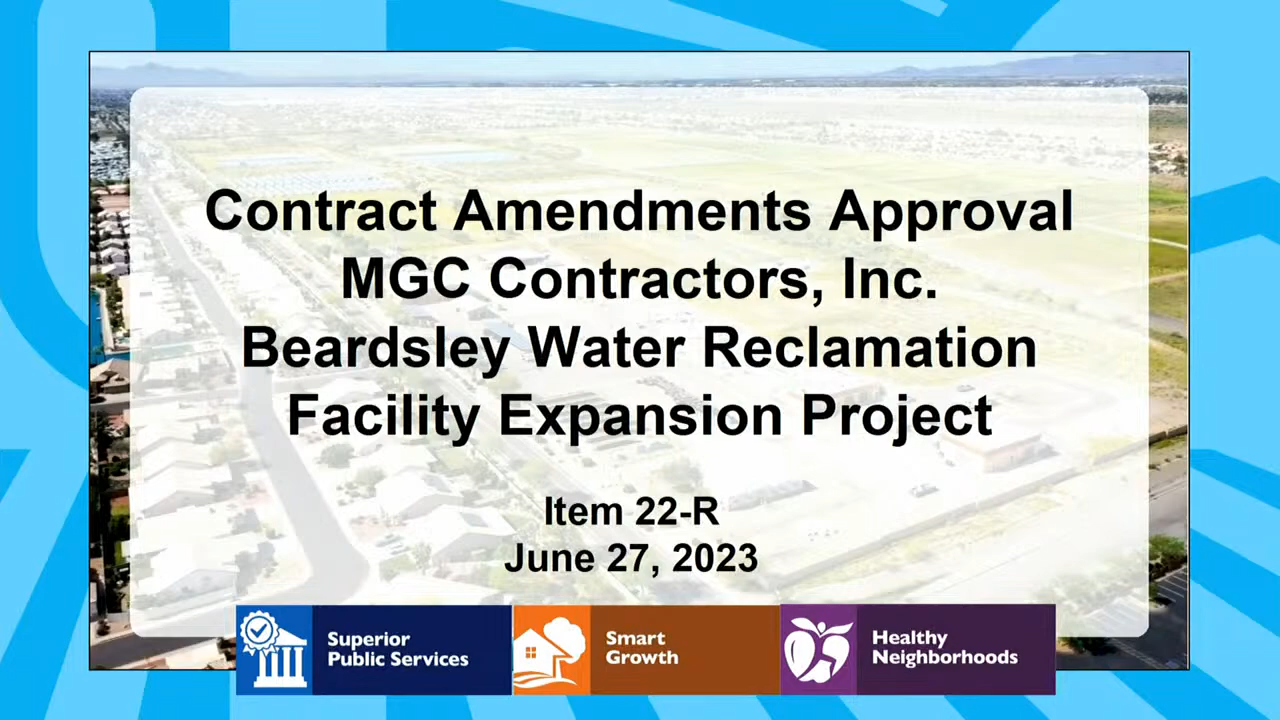 Contract Amendments Approval
MGC Contractors, Inc.
Beardsley Water Reclamation
Facility Expansion Project
Item 22-R
June 27, 2023
Superior
Public Services
Smart
Growth
Healthy
Neighborhoods